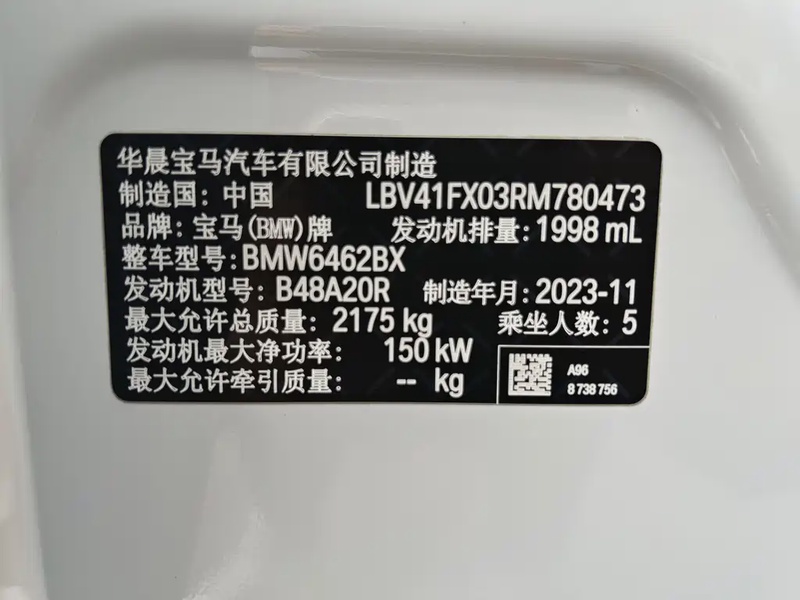 华晨宝马汽车有限公司制造
制造国: 中国 LBV41FX03RM780473
品牌: 宝马(BMW)牌 发动机排量: 1998 mL
整车型号: BMW6462BX
发动机型号: B48A20R 制造年月: 2023-11
最大允许总质量: 2175 kg 乘坐人数: 5
发动机最大净功率: 150 kW
最大允许牵引质量: -- kg
A96
8 738 756